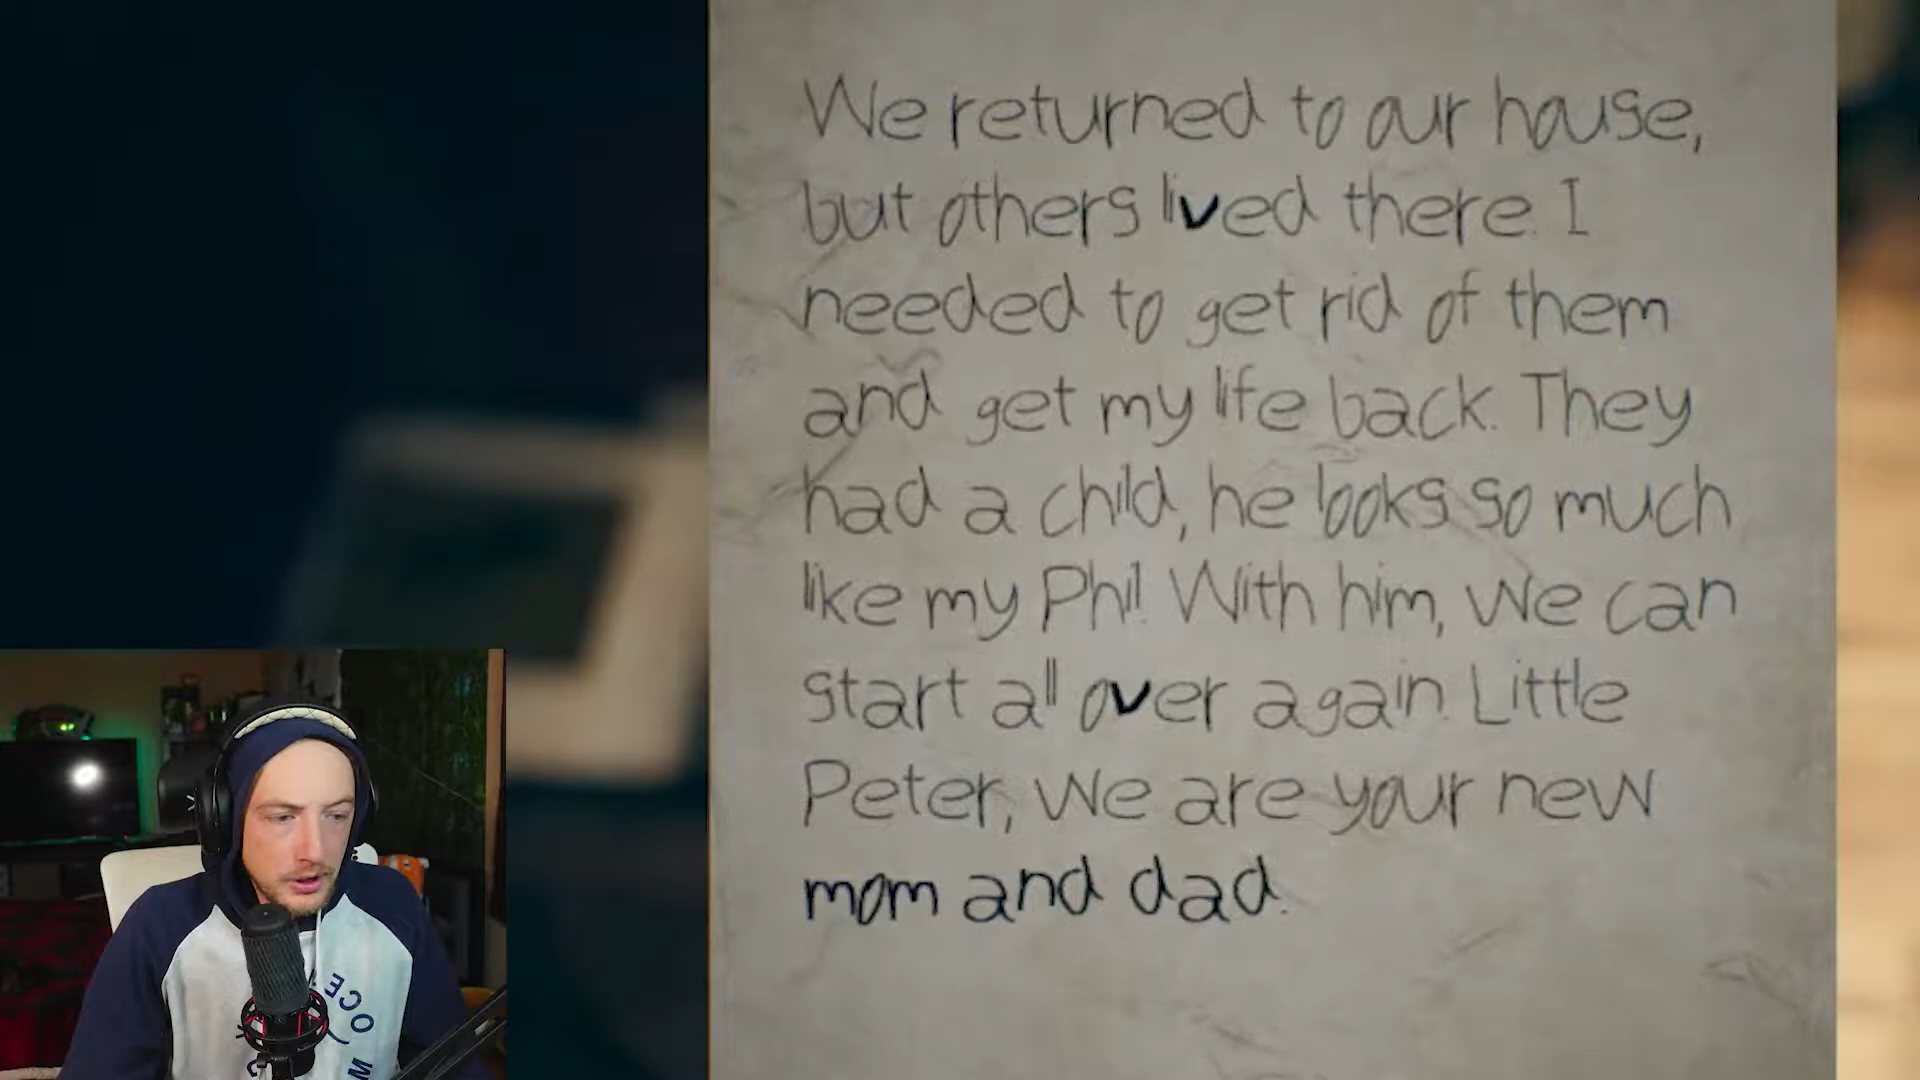 We returned to our house,
but others lived there. I
needed to get rid of them
and get my life back. They
had a child, he looks so much
like my Phil! With him, we can
start all over again. Little
Peter, we are your new
mom and dad.